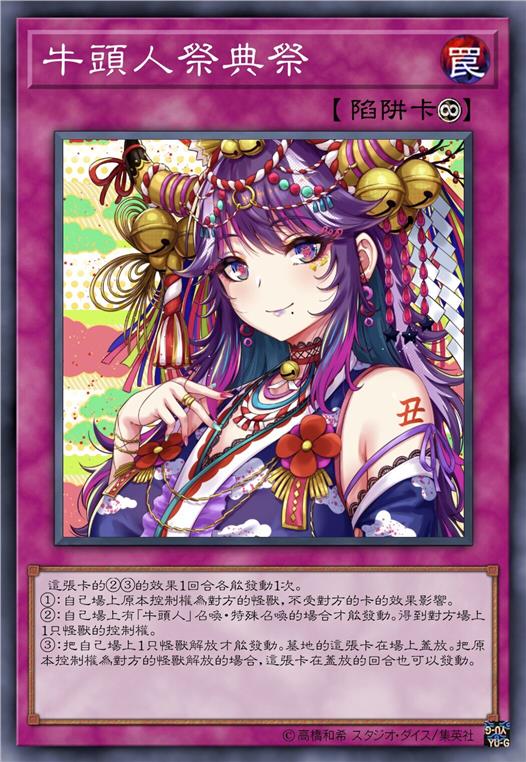 牛頭人祭典祭
罠
【陷阱卡♾】
丑
這張卡的②③的效果1回合各能發動1次。
①:自己場上原本控制權為對方的怪獸,不受對方的卡的效果影響。
②:自己場上有「牛頭人」召喚・特殊召喚的場合才能發動。得到對方場上
1只怪獸的控制權。
③:把自己場上1只怪獸解放才能發動。墓地的這張卡在場上蓋放。把原
本控制權為對方的怪獸解放的場合,這張卡在蓋放的回合也可以發動。
©高橋和希 スタジオ・ダイス/集英社